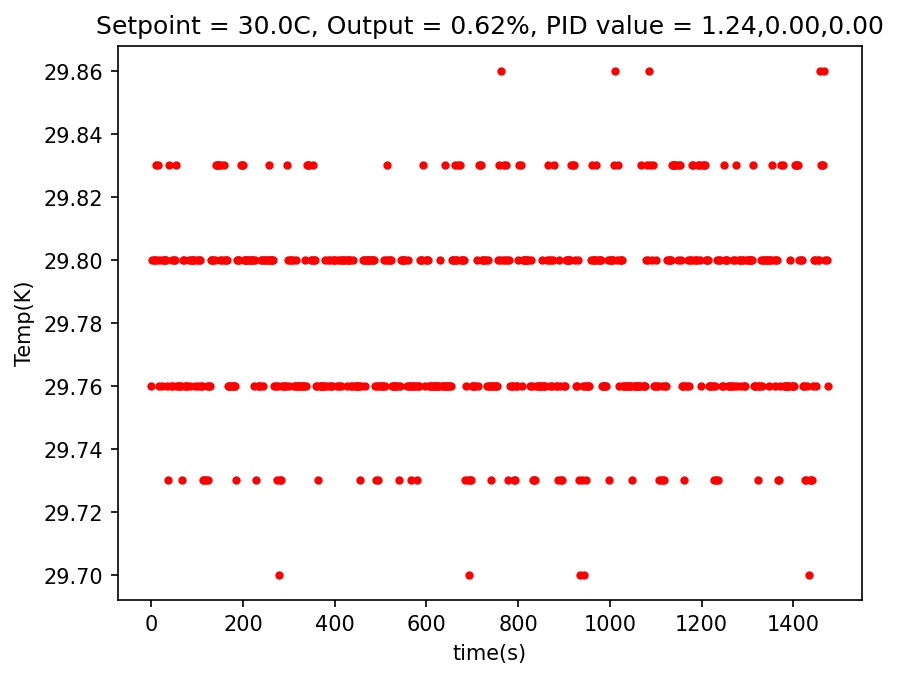 Setpoint = 30.0C, Output = 0.62%, PID value = 1.24,0.00,0.00
29.86
29.84
29.82
29.80
29.78
29.76
29.74
29.72
29.70
Temp(K)
0 200 400 600 800 1000 1200 1400
time(s)